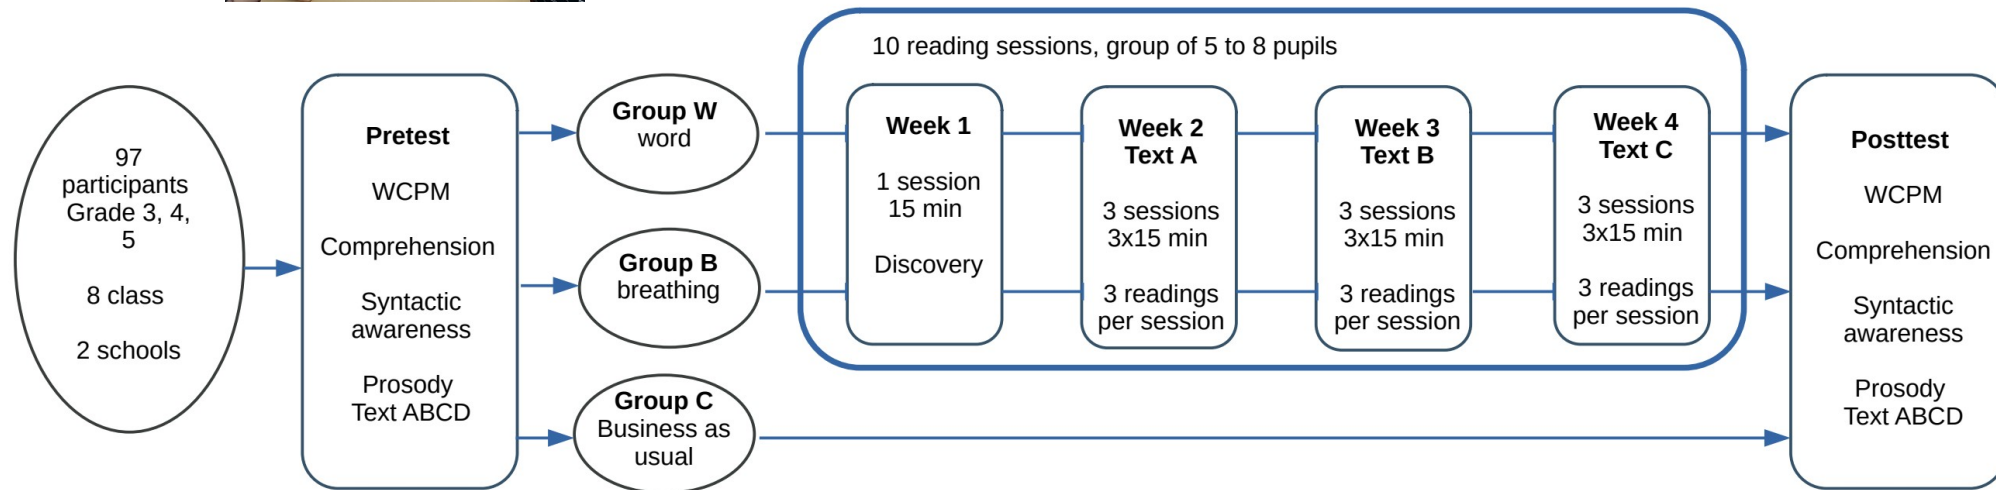 10 reading sessions, group of 5 to 8 pupils
97
participants
Grade 3, 4,
5
8 class
2 schools
Pretest
WCPM
Comprehension
Syntactic
awareness
Prosody
Text ABCD
Group W
word
Group B
breathing
Group C
Business as
usual
Week 1
1 session
15 min
Discovery
Week 2
Text A
3 sessions
3x15 min
3 readings
per session
Week 3
Text B
3 sessions
3x15 min
3 readings
per session
Week 4
Text C
3 sessions
3x15 min
3 readings
per session
Posttest
WCPM
Comprehension
Syntactic
awareness
Prosody
Text ABCD